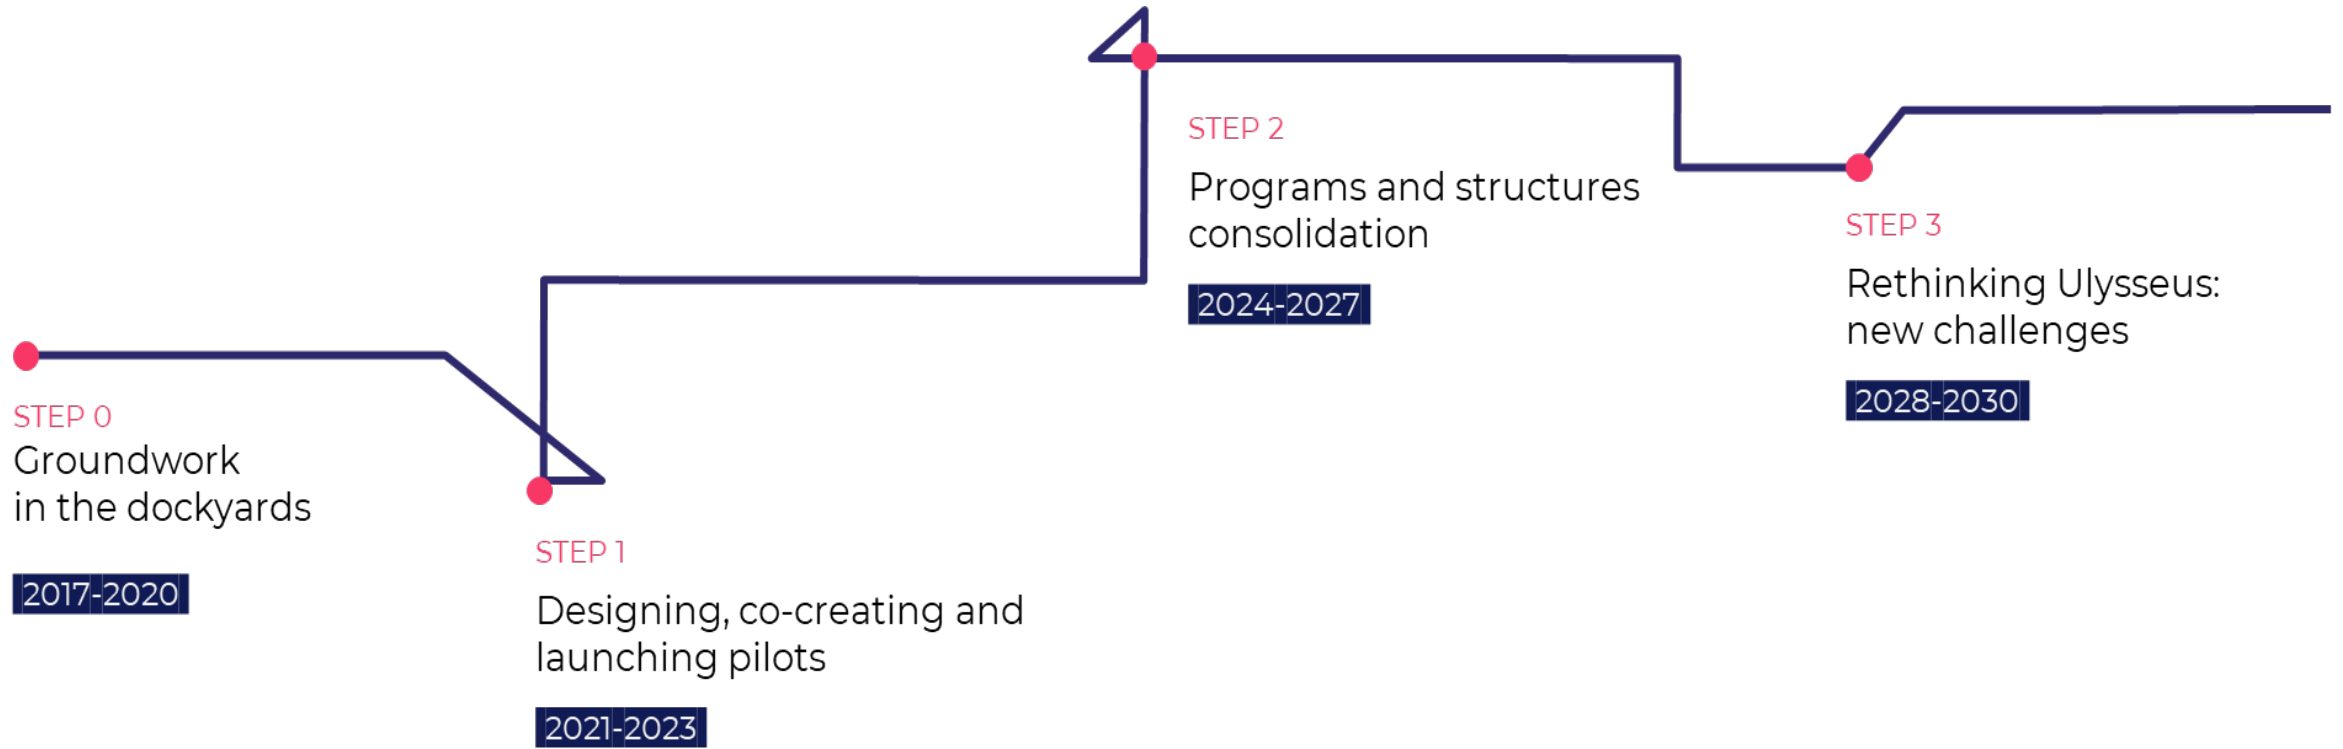 STEP 0
Groundwork
in the dockyards
2017-2020
STEP 1
Designing, co-creating and
launching pilots
2021-2023
STEP 2
Programs and structures
consolidation
2024-2027
STEP 3
Rethinking Ulysseus:
new challenges
2028-2030